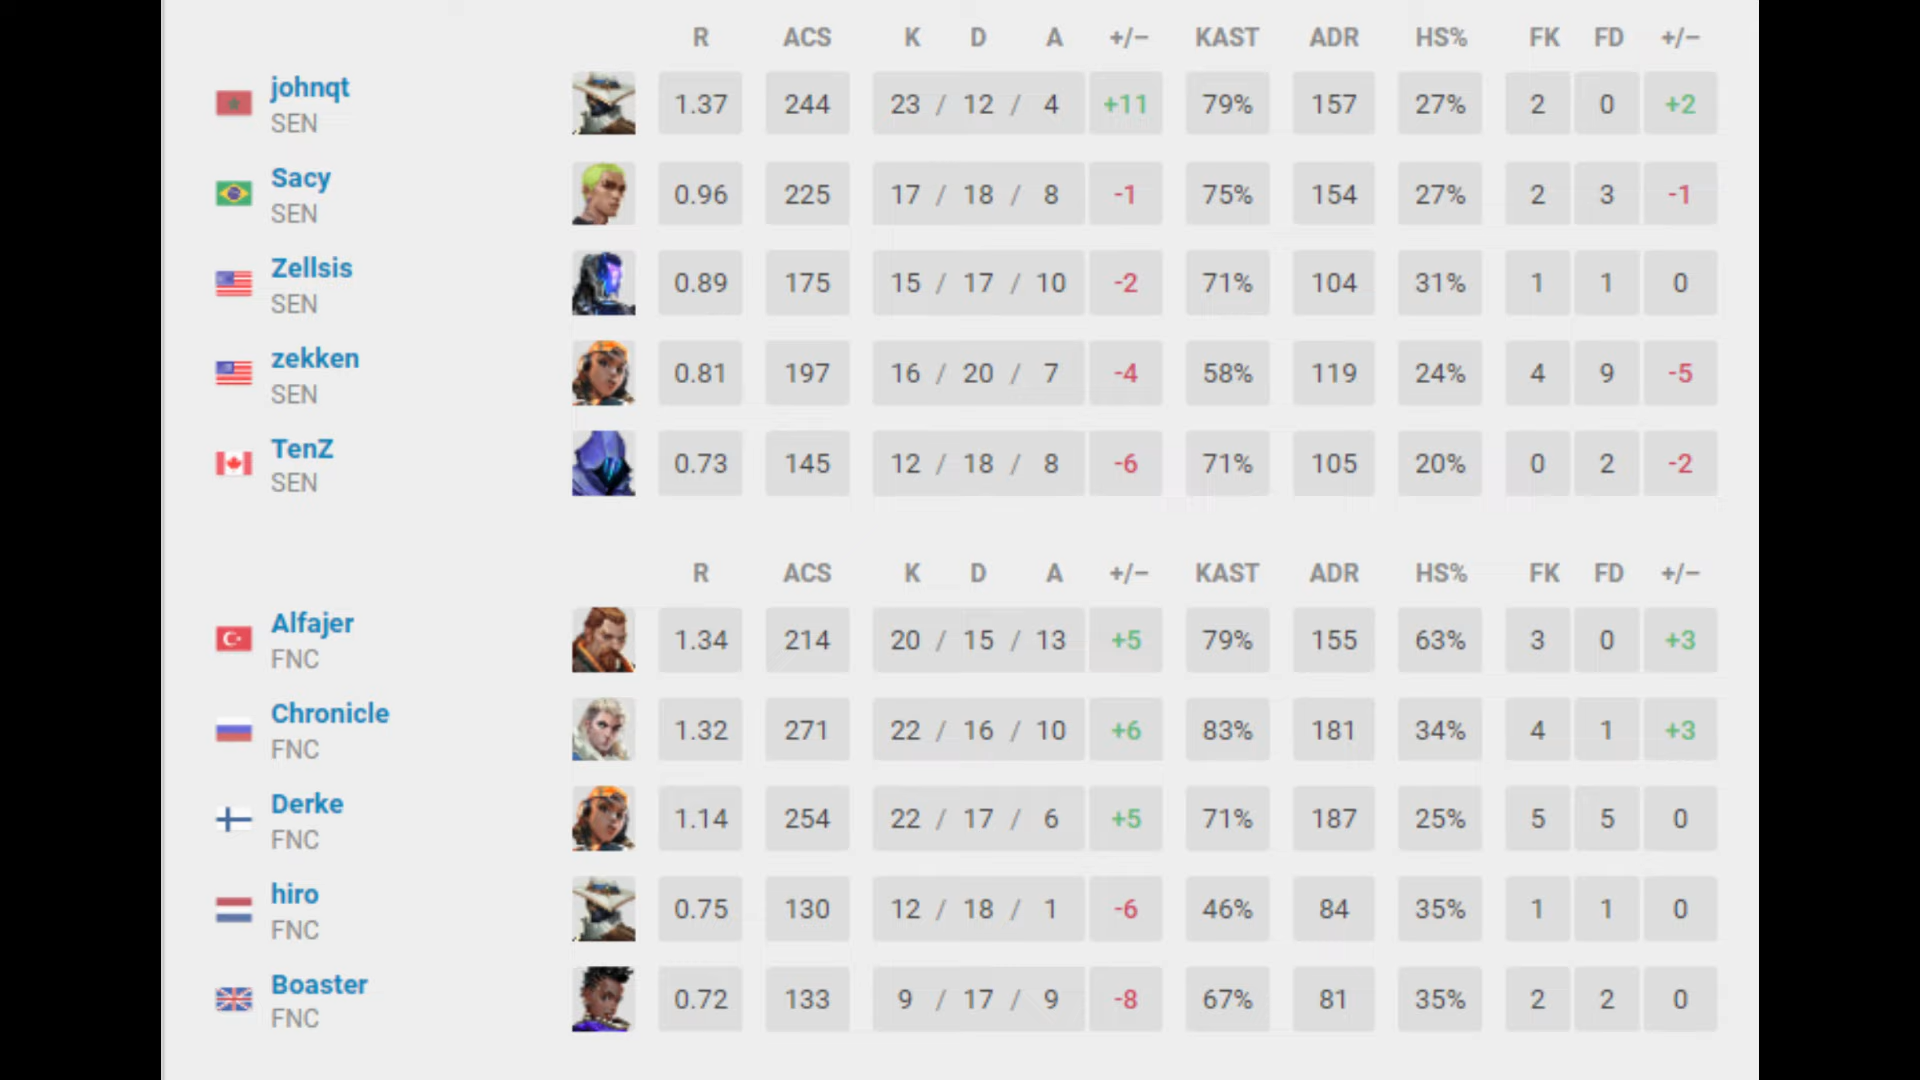 R ACS K D A +/– KAST ADR HS% FK FD +/–
johnqt
SEN
1.37 244 23 / 12 / 4 +11 79% 157 27% 2 0 +2
Sacy
SEN
0.96 225 17 / 18 / 8 -1 75% 154 27% 2 3 -1
Zellsis
SEN
0.89 175 15 / 17 / 10 -2 71% 104 31% 1 1 0
zekken
SEN
0.81 197 16 / 20 / 7 -4 58% 119 24% 4 9 -5
TenZ
SEN
0.73 145 12 / 18 / 8 -6 71% 105 20% 0 2 -2
R ACS K D A +/– KAST ADR HS% FK FD +/–
Alfajer
FNC
1.34 214 20 / 15 / 13 +5 79% 155 63% 3 0 +3
Chronicle
FNC
1.32 271 22 / 16 / 10 +6 83% 181 34% 4 1 +3
Derke
FNC
1.14 254 22 / 17 / 6 +5 71% 187 25% 5 5 0
hiro
FNC
0.75 130 12 / 18 / 1 -6 46% 84 35% 1 1 0
Boaster
FNC
0.72 133 9 / 17 / 9 -8 67% 81 35% 2 2 0